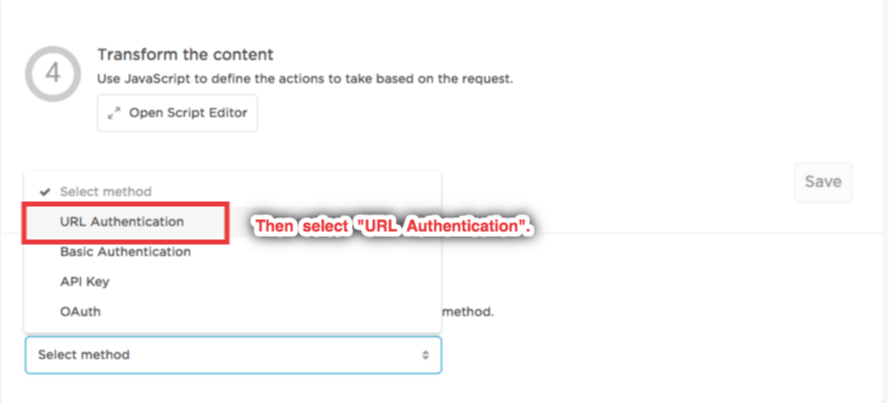 4
Transform the content
Use JavaScript to define the actions to take based on the request.
Open Script Editor
Save
Select method
URL Authentication
Then select "URL Authentication".
Basic Authentication
API Key
OAuth
method.
Select method